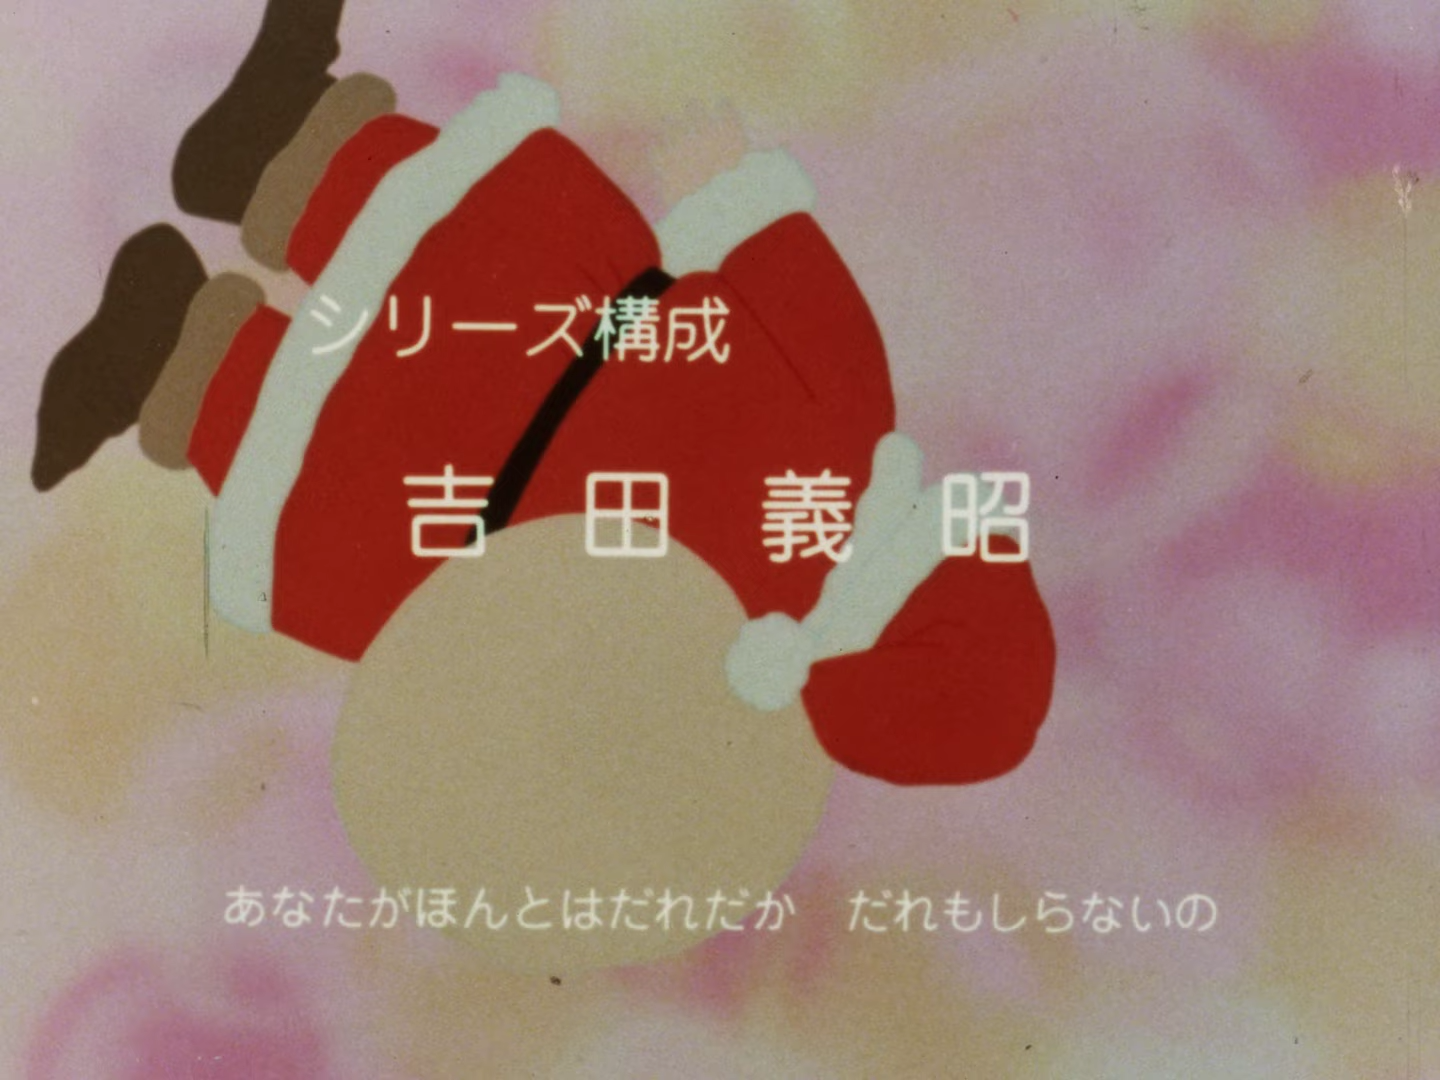 シリーズ構成
吉田義昭
あなたがほんとはだれだか　だれもしらないの